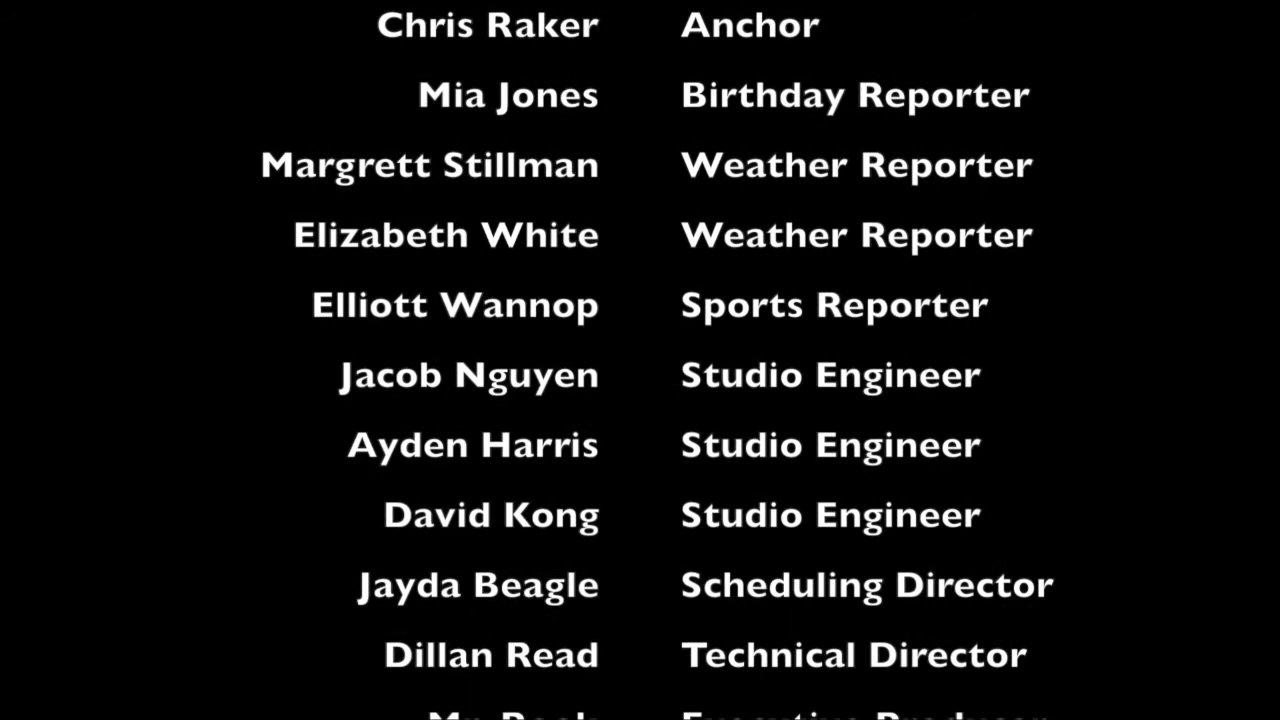 Chris Raker Anchor
Mia Jones Birthday Reporter
Margrett Stillman Weather Reporter
Elizabeth White Weather Reporter
Elliott Wannop Sports Reporter
Jacob Nguyen Studio Engineer
Ayden Harris Studio Engineer
David Kong Studio Engineer
Jayda Beagle Scheduling Director
Dillan Read Technical Director
Executive Producer